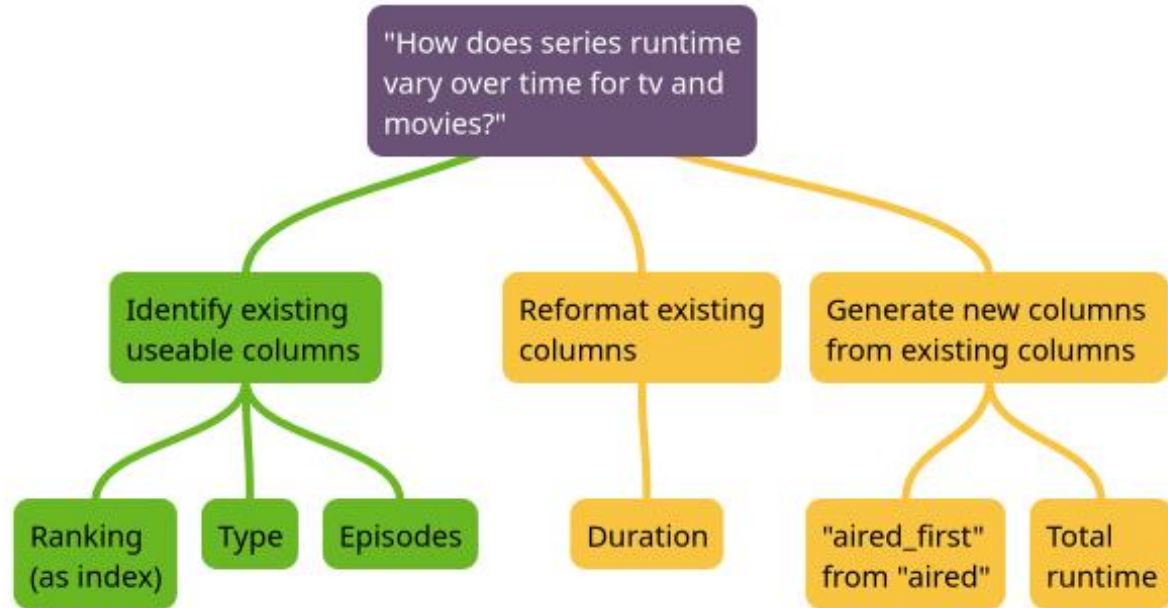 "How does series runtime
vary over time for tv and
movies?"
Identify existing
useable columns
Reformat existing
columns
Generate new columns
from existing columns
Ranking
(as index)
Type
Episodes
Duration
"aired_first"
from "aired"
Total
runtime